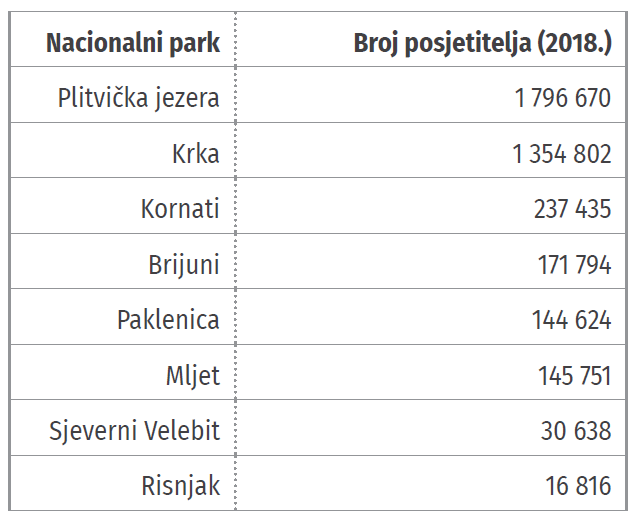 Nacionalni park Broj posjetitelja (2018.)
Plitvička jezera 1 796 670
Krka 1 354 802
Kornati 237 435
Brijuni 171 794
Paklenica 144 624
Mljet 145 751
Sjeverni Velebit 30 638
Risnjak 16 816